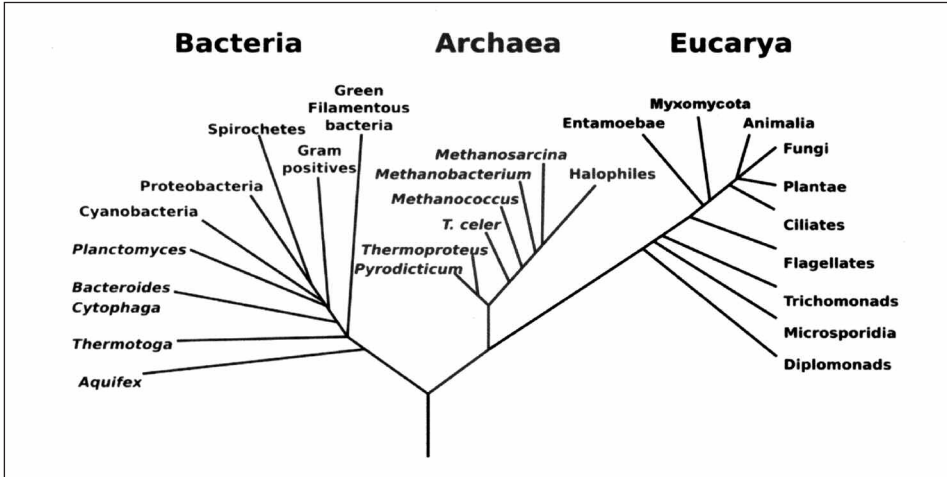 Bacteria
Archaea
Eucarya
Green
Filamentous
bacteria
Spirochetes
Gram
positives
Proteobacteria
Cyanobacteria
Planctomyces
Bacteroides
Cytophaga
Thermotoga
Aquifex
Methanosarcina
Methanobacterium
Halophiles
Methanococcus
T. celer
Thermoproteus
Pyrodicticum
Myxomycota
Entamoebae
Animalia
Fungi
Plantae
Ciliates
Flagellates
Trichomonads
Microsporidia
Diplomonads